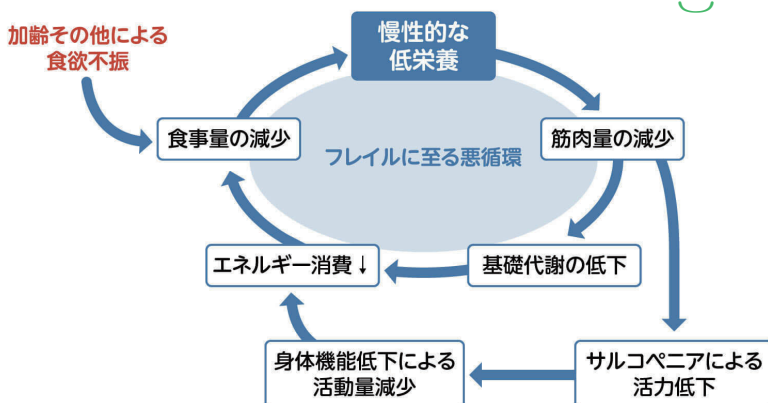 加齢その他による
食欲不振
慢性的な
低栄養
食事量の減少
筋肉量の減少
フレイルに至る悪循環
エネルギー消費↓
基礎代謝の低下
身体機能低下による
活動量減少
サルコペニアによる
活力低下